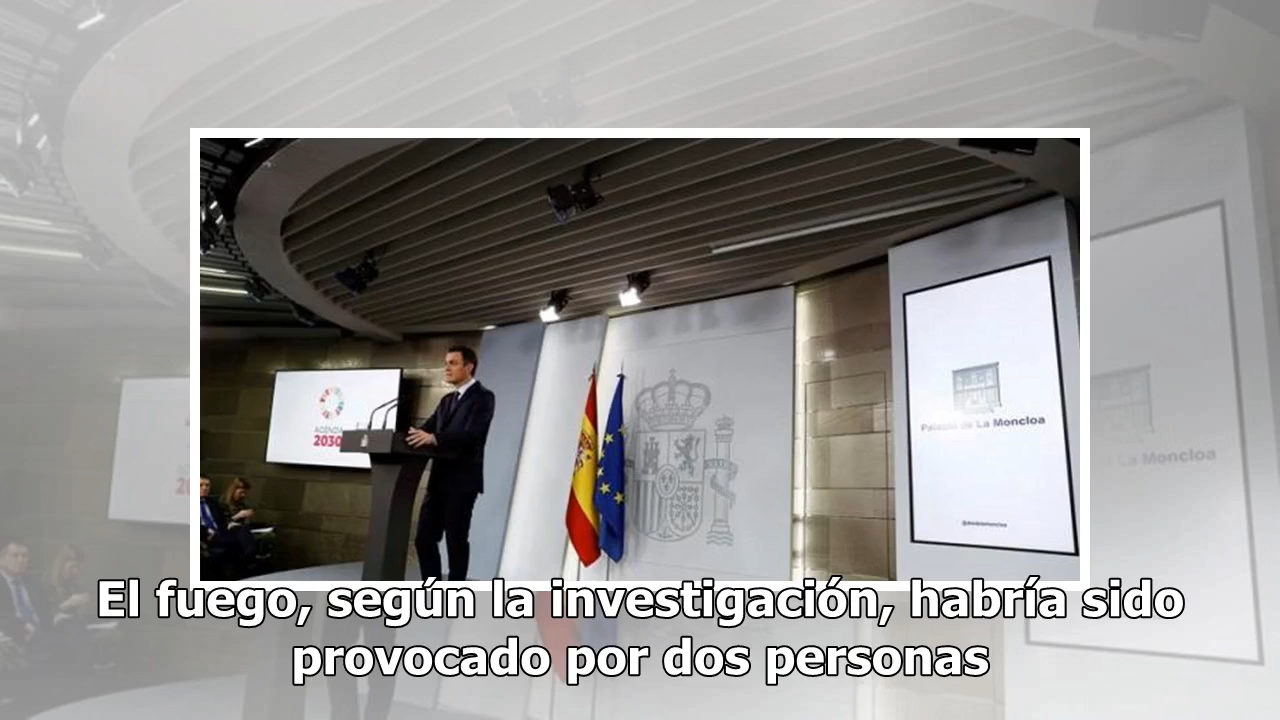 AGENDA
2030
Palacio de La Moncloa
@desdelamoncloa
La Moncloa
El fuego, según la investigación, habría sido
provocado por dos personas